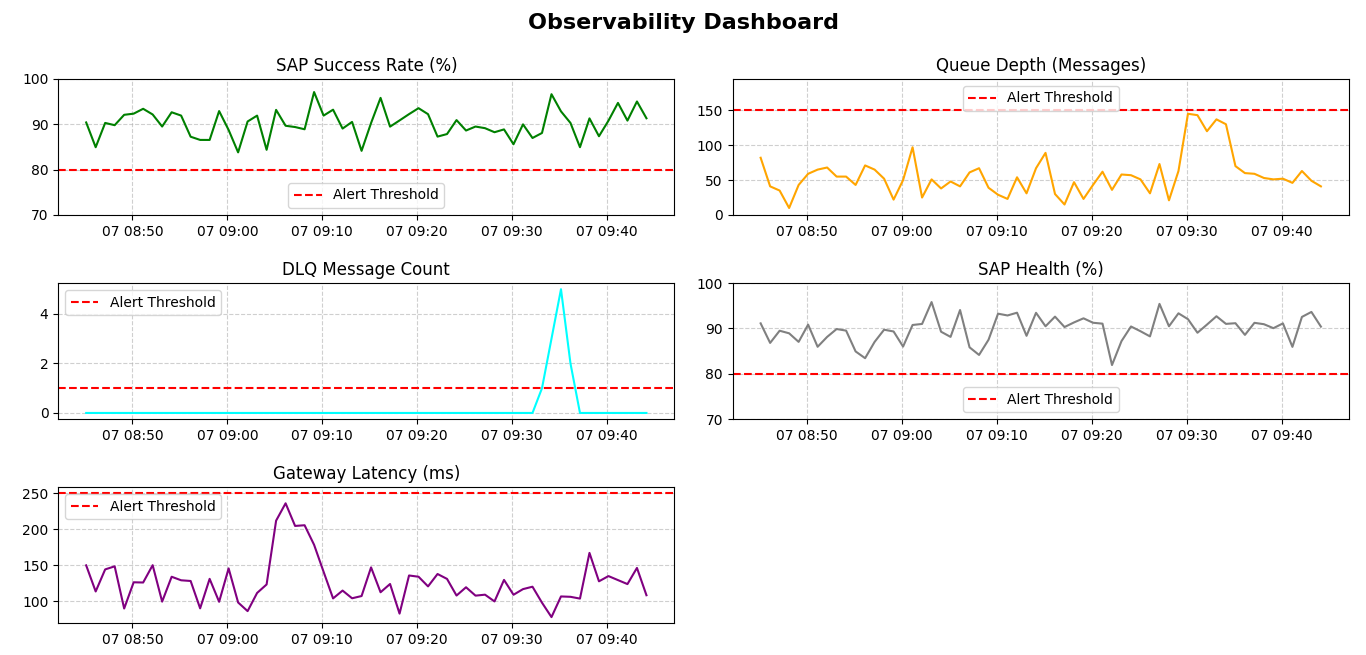 Observability Dashboard
SAP Success Rate (%)
100
90
80
70
Alert Threshold
07 08:50 07 09:00 07 09:10 07 09:20 07 09:30 07 09:40
Queue Depth (Messages)
150
100
50
0
Alert Threshold
07 08:50 07 09:00 07 09:10 07 09:20 07 09:30 07 09:40
DLQ Message Count
4
2
0
Alert Threshold
07 08:50 07 09:00 07 09:10 07 09:20 07 09:30 07 09:40
SAP Health (%)
100
90
80
70
Alert Threshold
07 08:50 07 09:00 07 09:10 07 09:20 07 09:30 07 09:40
Gateway Latency (ms)
250
200
150
100
Alert Threshold
07 08:50 07 09:00 07 09:10 07 09:20 07 09:30 07 09:40